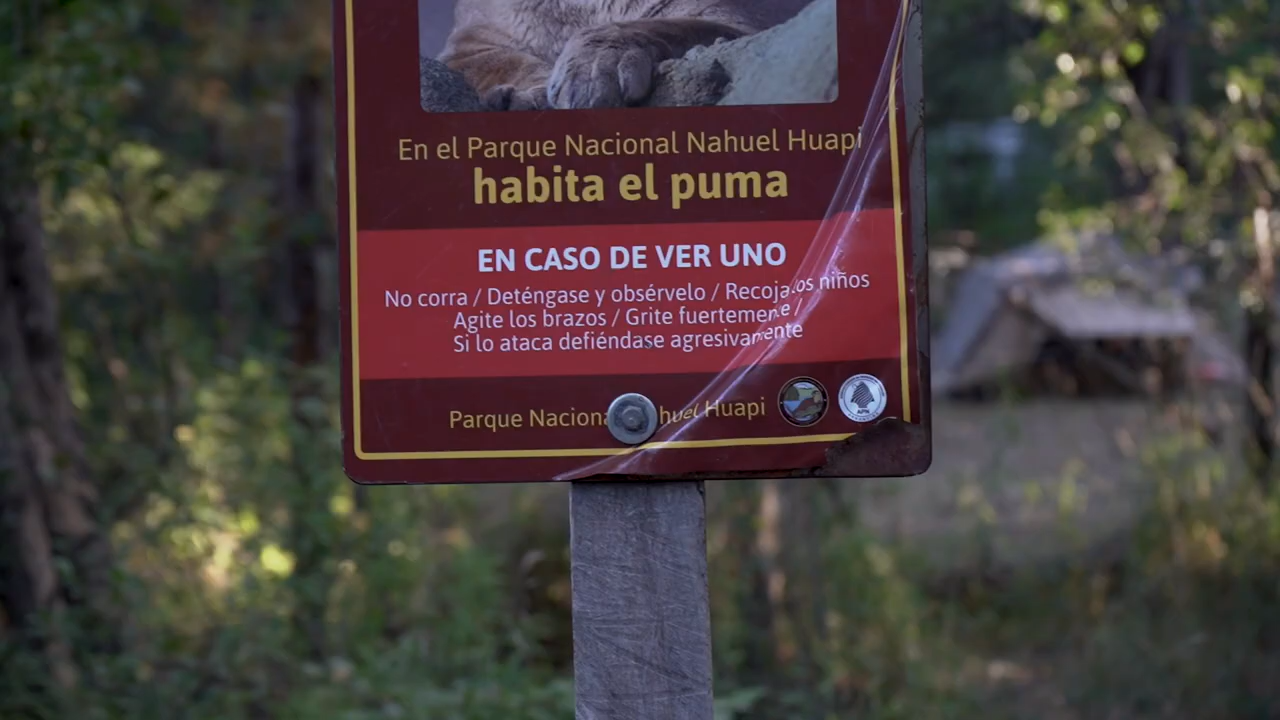 En el Parque Nacional Nahuel Huapi
habita el puma
EN CASO DE VER UNO
No corra / Deténgase y obsérvelo / Recoja los niños
Agite los brazos / Grite fuertemente /
Si lo ataca defiéndase agresivamente
Parque Nacional Nahuel Huapi
APN